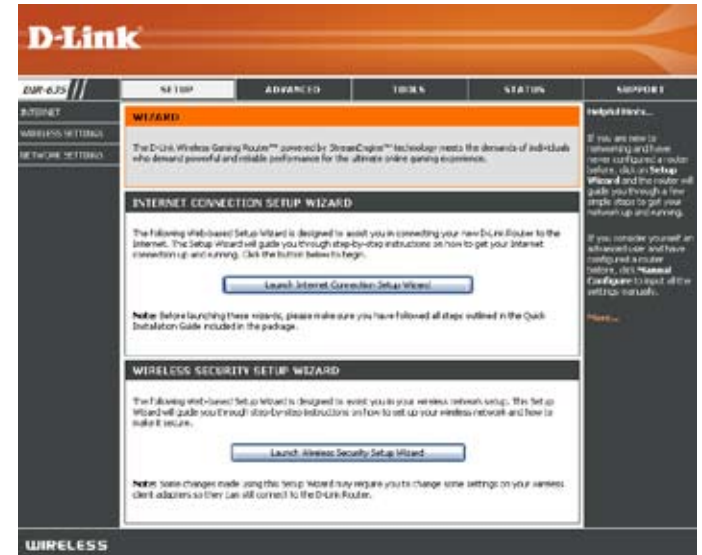 D-Link
SETUP
ADVANCED
TOOLS
STATUS
SUPPORT
INTERNET
WIRELESS SETTINGS
NETWORK SETTINGS
WIZARD
The D-Link Wireless Gaming Router™ powered by StreamEngine™ technology meets the demands of individuals
who demand powerful and reliable performance for the ultimate online gaming experience.
INTERNET CONNECTION SETUP WIZARD
The following Web-based Setup Wizard is designed to assist you in connecting your new D-Link Router to the
Internet. This Setup Wizard will guide you through step-by-step instructions on how to get your Internet
connection up and running. Click the button below to begin.
Launch Internet Connection Setup Wizard
Note: Before launching these wizards, please make sure you have followed all steps outlined in the Quick
Installation Guide included in the package.
WIRELESS SECURITY SETUP WIZARD
The following Web-based Setup Wizard is designed to assist you in your wireless network setup. This Setup
Wizard will guide you through step-by-step instructions on how to set up your wireless network and how to
make it secure.
Launch Wireless Security Setup Wizard
Note: Some changes made using this Setup Wizard may require you to change some settings on your wireless
client adapters so they can still connect to the D-Link Router.
Helpful Hints...
If you are new to
networking and have
never configured a router
before, click on Setup
Wizard and the router will
guide you through a few
simple steps to get your
network up and running.
If you consider yourself an
advanced user and have
configured a router
before, click Manual
Configure to input all the
settings manually.
More...
WIRELESS